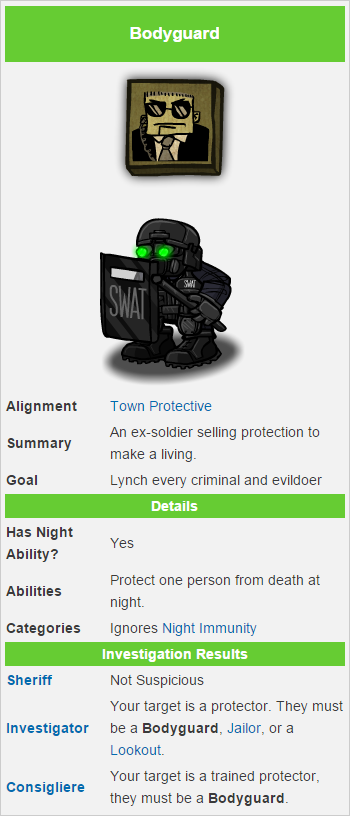 Bodyguard
SWAT
SWAT
Alignment Town Protective
Summary An ex-soldier selling protection to
make a living.
Goal Lynch every criminal and evildoer
Details
Has Night
Ability? Yes
Abilities Protect one person from death at
night.
Categories Ignores Night Immunity
Investigation Results
Sheriff Not Suspicious
Investigator Your target is a protector. They must
be a Bodyguard, Jailor, or a
Lookout.
Consigliere Your target is a trained protector,
they must be a Bodyguard.